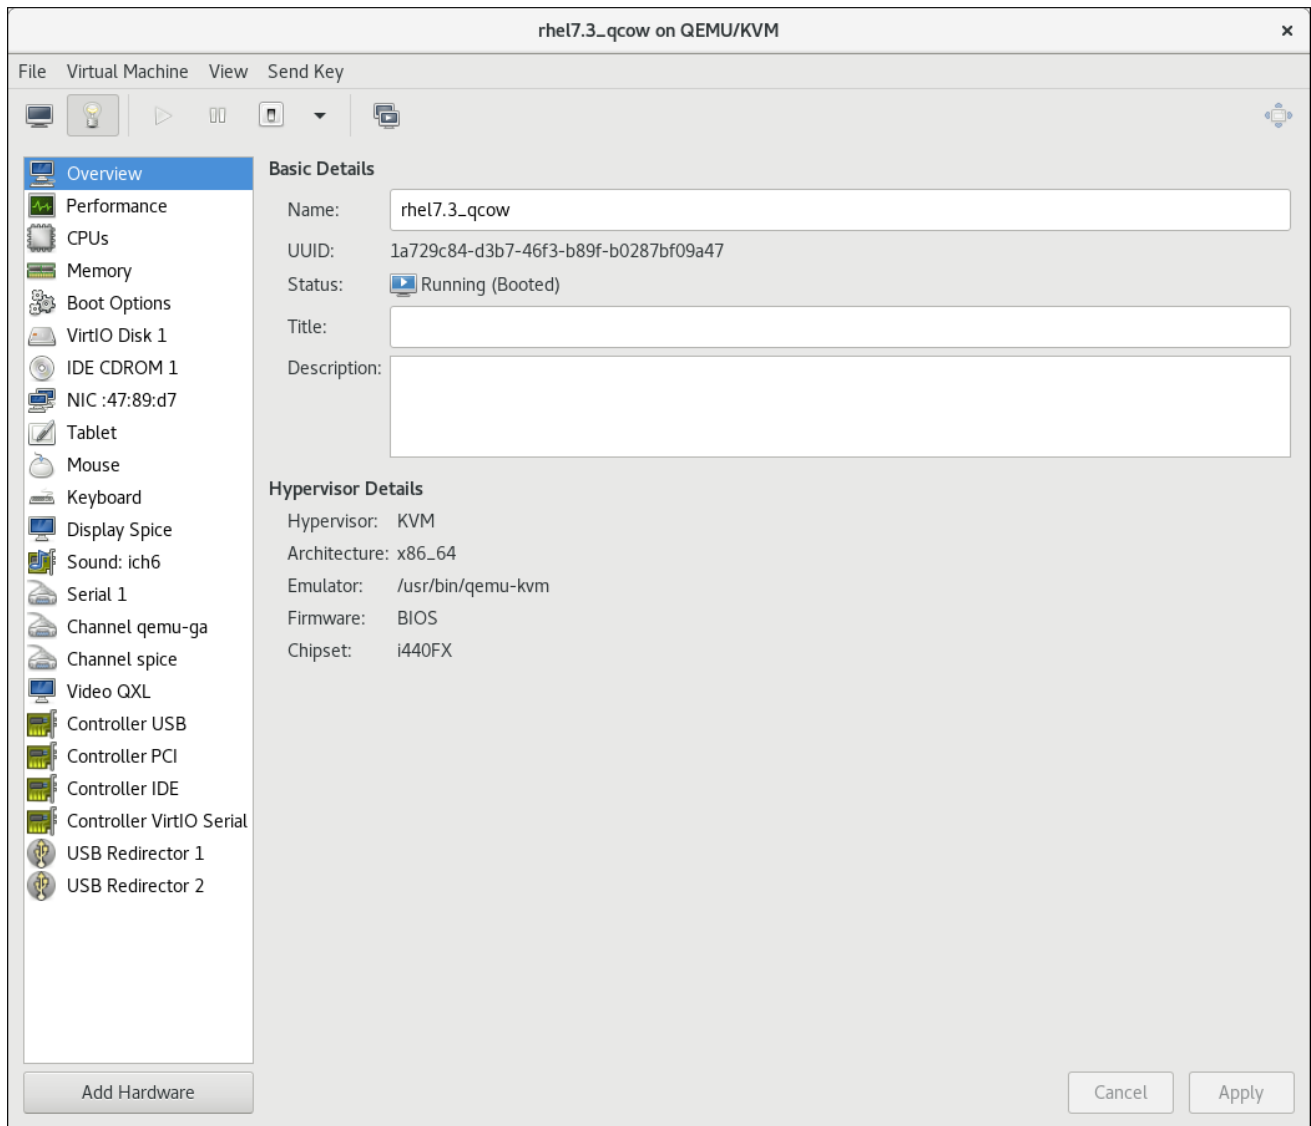 rhel7.3_qcow on QEMU/KVM
File Virtual Machine View Send Key
Overview
Performance
CPUs
Memory
Boot Options
VirtIO Disk 1
IDE CDROM 1
NIC :47:89:d7
Tablet
Mouse
Keyboard
Display Spice
Sound: ich6
Serial 1
Channel qemu-ga
Channel spice
Video QXL
Controller USB
Controller PCI
Controller IDE
Controller VirtIO Serial
USB Redirector 1
USB Redirector 2
Add Hardware
Basic Details
Name: rhel7.3_qcow
UUID: 1a729c84-d3b7-46f3-b89f-b0287bf09a47
Status: Running (Booted)
Title:
Description:
Hypervisor Details
Hypervisor: KVM
Architecture: x86_64
Emulator: /usr/bin/qemu-kvm
Firmware: BIOS
Chipset: i440FX
Cancel Apply